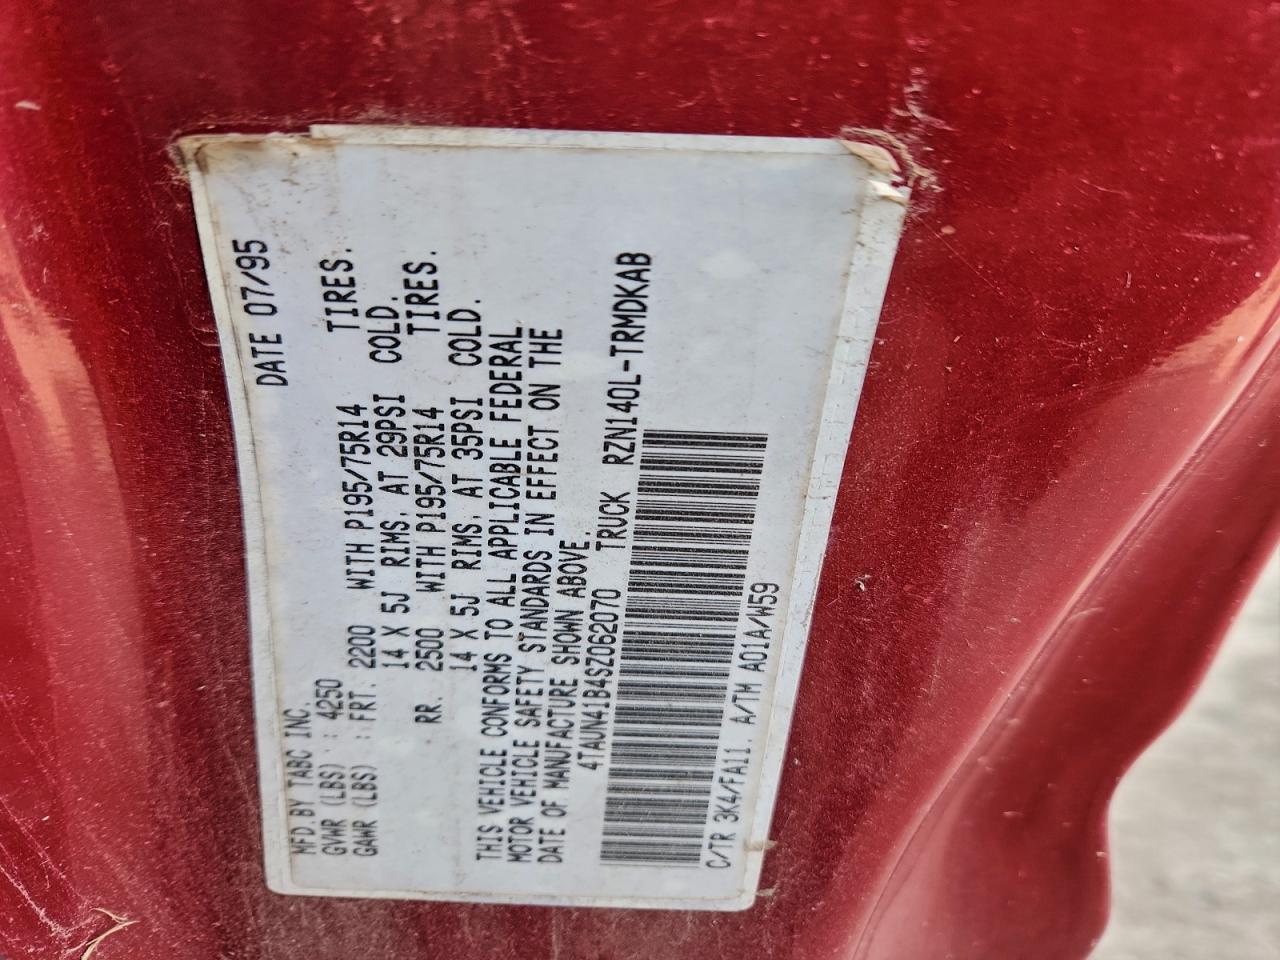 MFD.BY TABC INC. DATE 07/95
GVWR (LBS) : 4250
GAWR (LBS) : FRT. 2200 WITH P195/75R14 TIRES.
14 X 5J RIMS, AT 29PSI COLD.
RR. 2500 WITH P195/75R14 TIRES.
14 X 5J RIMS, AT 35PSI COLD.
THIS VEHICLE CONFORMS TO ALL APPLICABLE FEDERAL
MOTOR VEHICLE SAFETY STANDARDS IN EFFECT ON THE
DATE OF MANUFACTURE SHOWN ABOVE.
4TAUN41B4SZ062070 TRUCK RZN140L-TRMDKAB
C/TR 3K4/FA11. A/TM A01A/W59